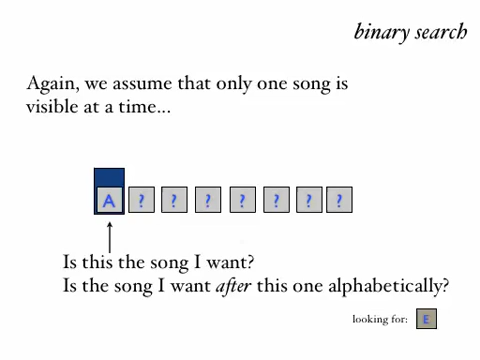 binary search
Again, we assume that only one song is
visible at a time...
A ? ? ? ? ? ? ?
Is this the song I want?
Is the song I want after this one alphabetically?
looking for: E